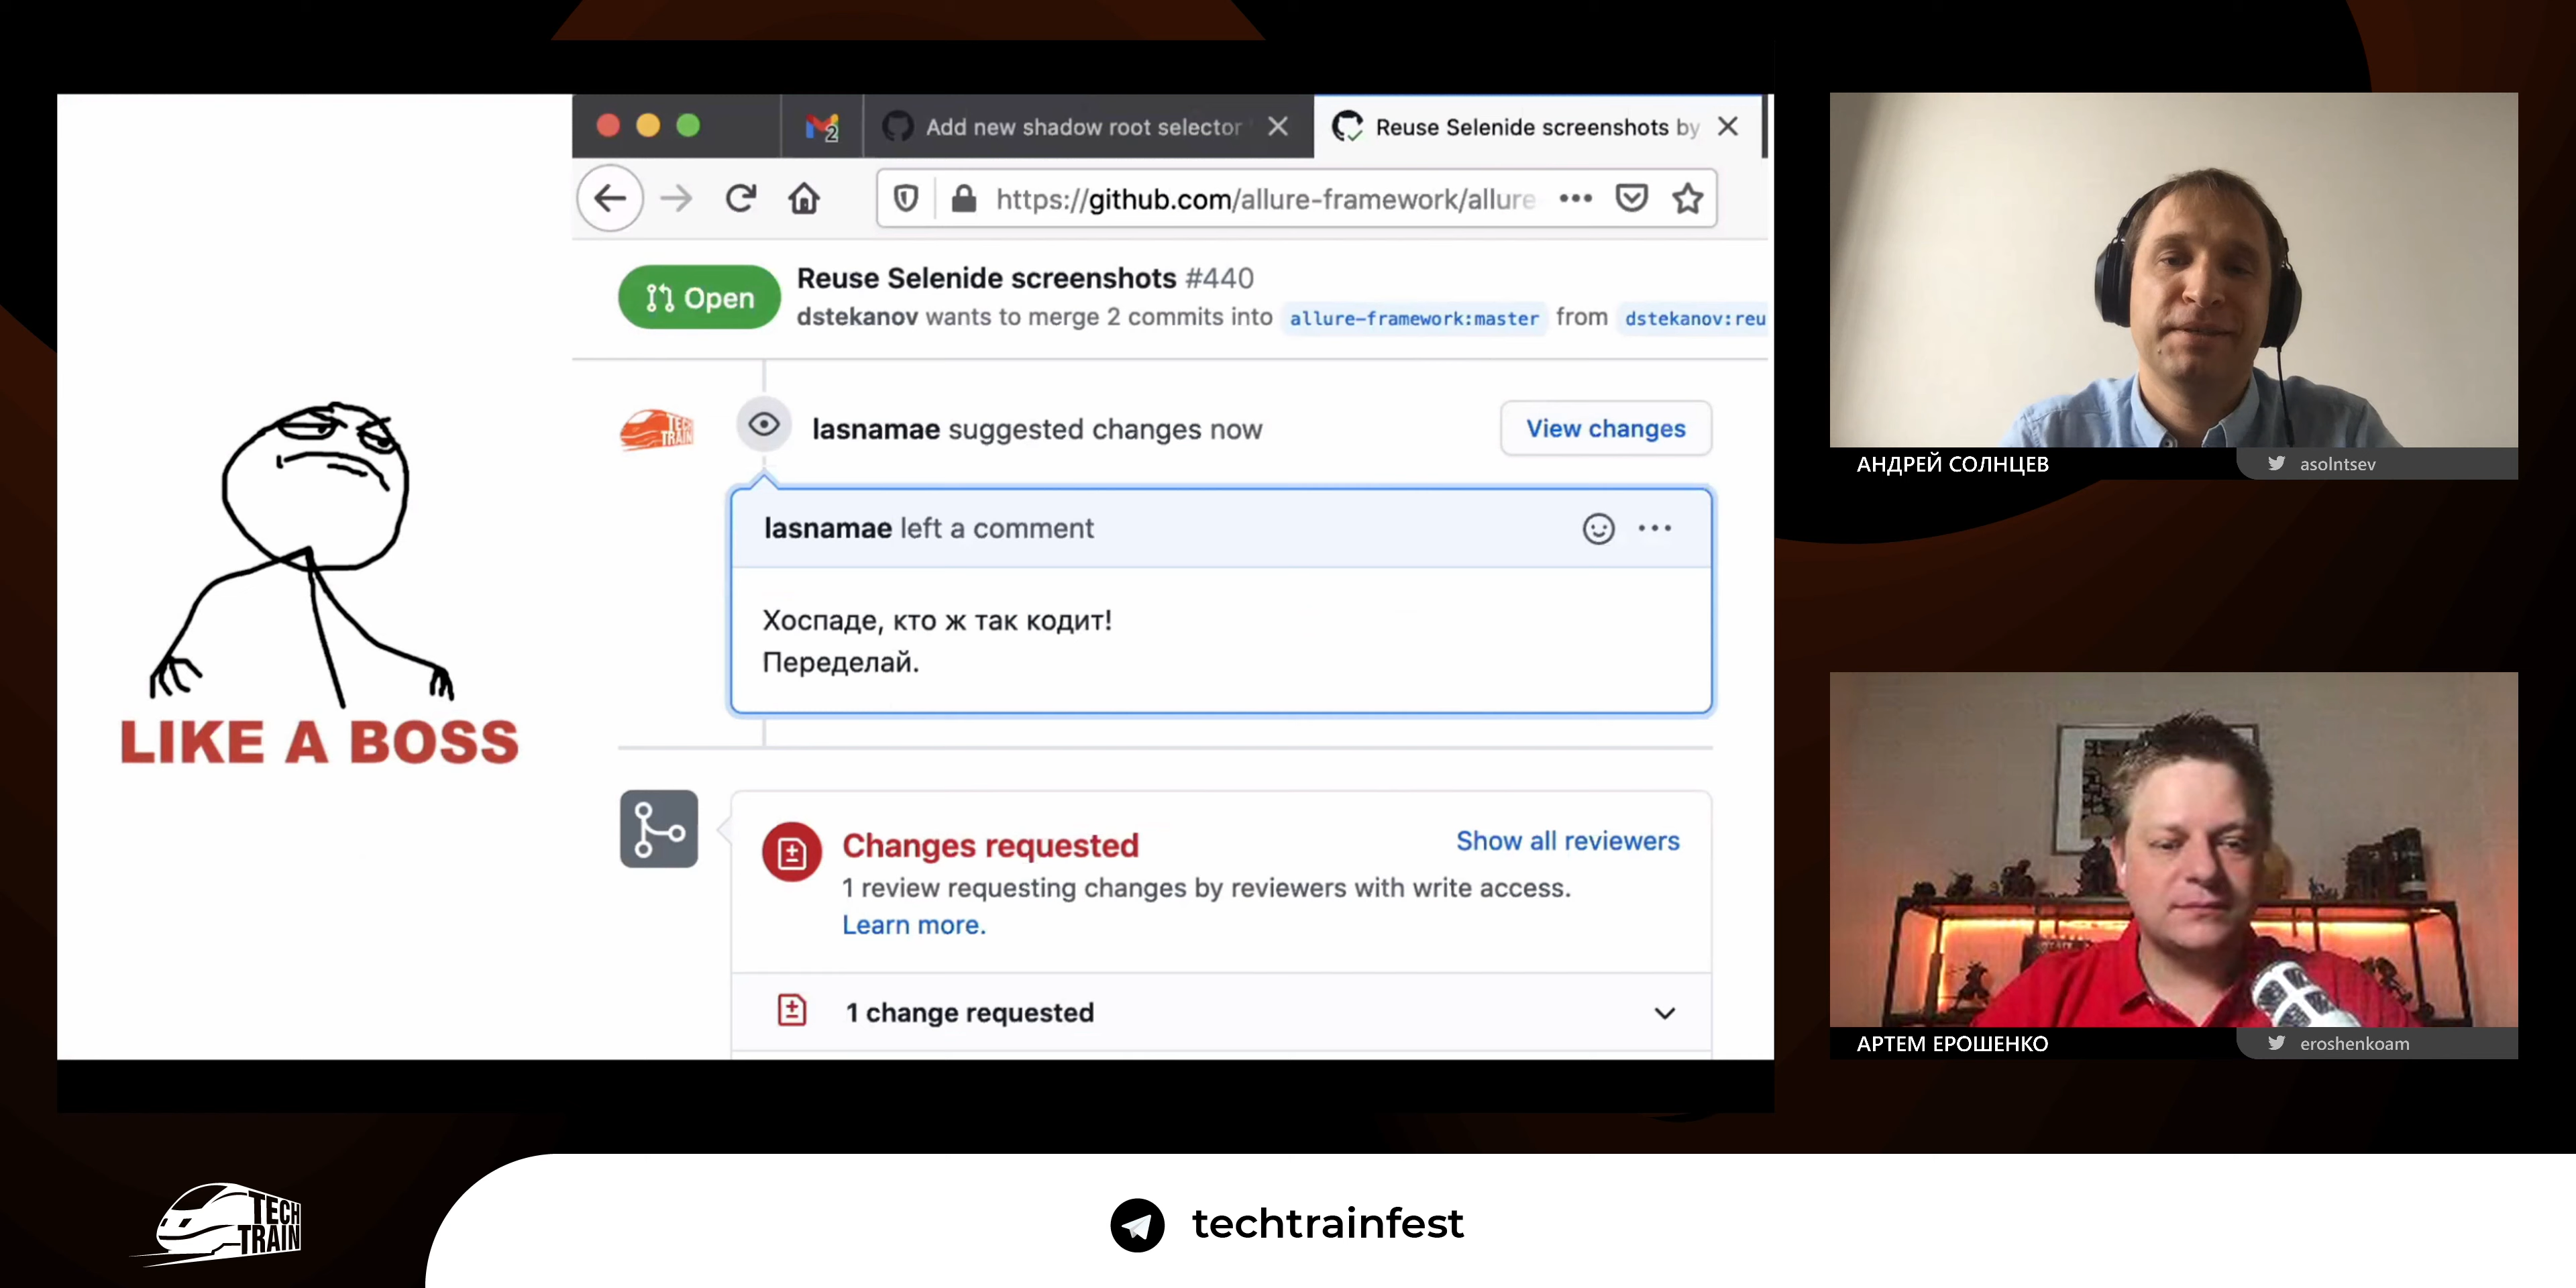 2
Add new shadow root selector
Reuse Selenide screenshots by
https://github.com/allure-framework/allure
Open
Reuse Selenide screenshots #440
dstekanov wants to merge 2 commits into allure-framework:master from dstekanov:reu
TECH
TRAIN
lasnamae suggested changes now
View changes
lasnamae left a comment
Хоспаде, кто ж так кодит!
Переделай.
LIKE A BOSS
Changes requested
Show all reviewers
1 review requesting changes by reviewers with write access.
Learn more.
1 change requested
АНДРЕЙ СОЛНЦЕВ
asolntsev
АРТЕМ ЕРОШЕНКО
eroshenkoam
TECH
TRAIN
techtrainfest